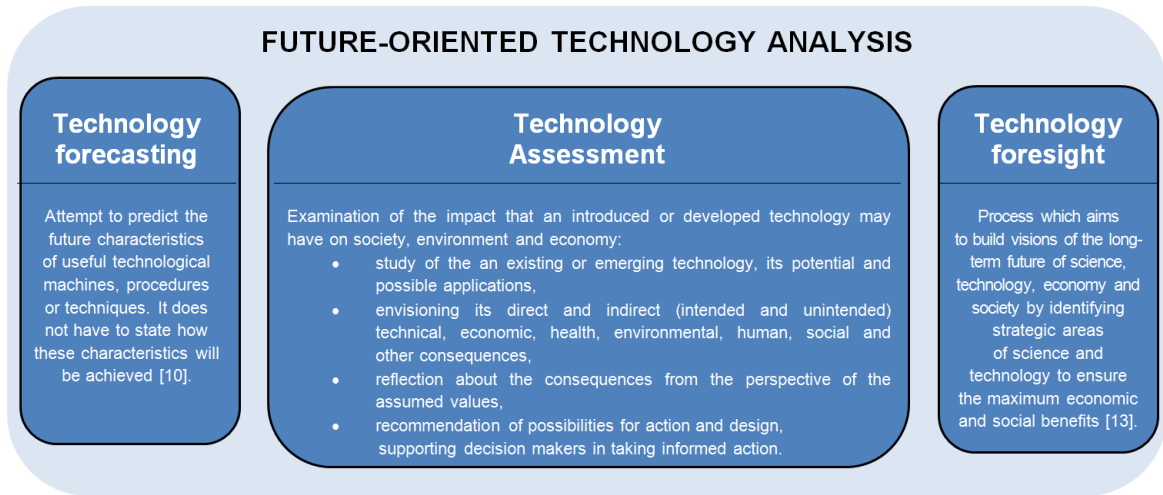 FUTURE-ORIENTED TECHNOLOGY ANALYSIS
Technology
forecasting
Attempt to predict the
future characteristics
of useful technological
machines, procedures
or techniques. It does
not have to state how
these characteristics will
be achieved [10].
Technology
Assessment
Examination of the impact that an introduced or developed technology may
have on society, environment and economy:
• study of the an existing or emerging technology, its potential and
possible applications,
• envisioning its direct and indirect (intended and unintended)
technical, economic, health, environmental, human, social and
other consequences,
• reflection about the consequences from the perspective of the
assumed values,
• recommendation of possibilities for action and design,
supporting decision makers in taking informed action.
Technology
foresight
Process which aims
to build visions of the long-
term future of science,
technology, economy and
society by identifying
strategic areas
of science and
technology to ensure
the maximum economic
and social benefits [13].